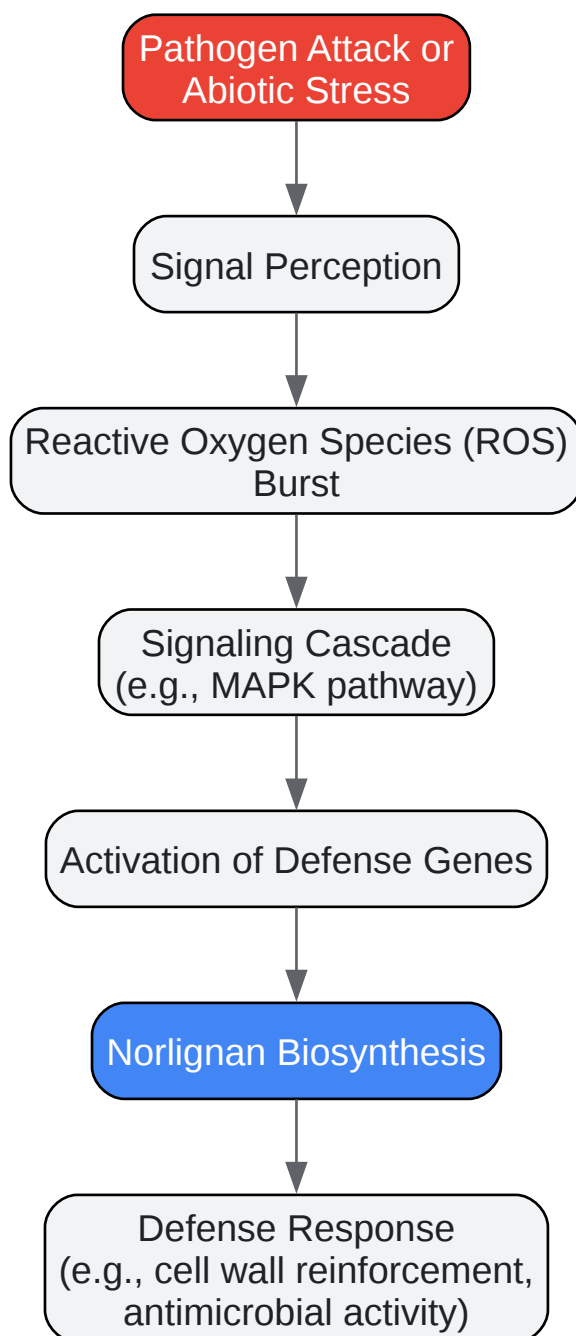 Pathogen Attack or
Abiotic Stress
Signal Perception
Reactive Oxygen Species (ROS)
Burst
Signaling Cascade
(e.g., MAPK pathway)
Activation of Defense Genes
Norlignan Biosynthesis
Defense Response
(e.g., cell wall reinforcement,
antimicrobial activity)